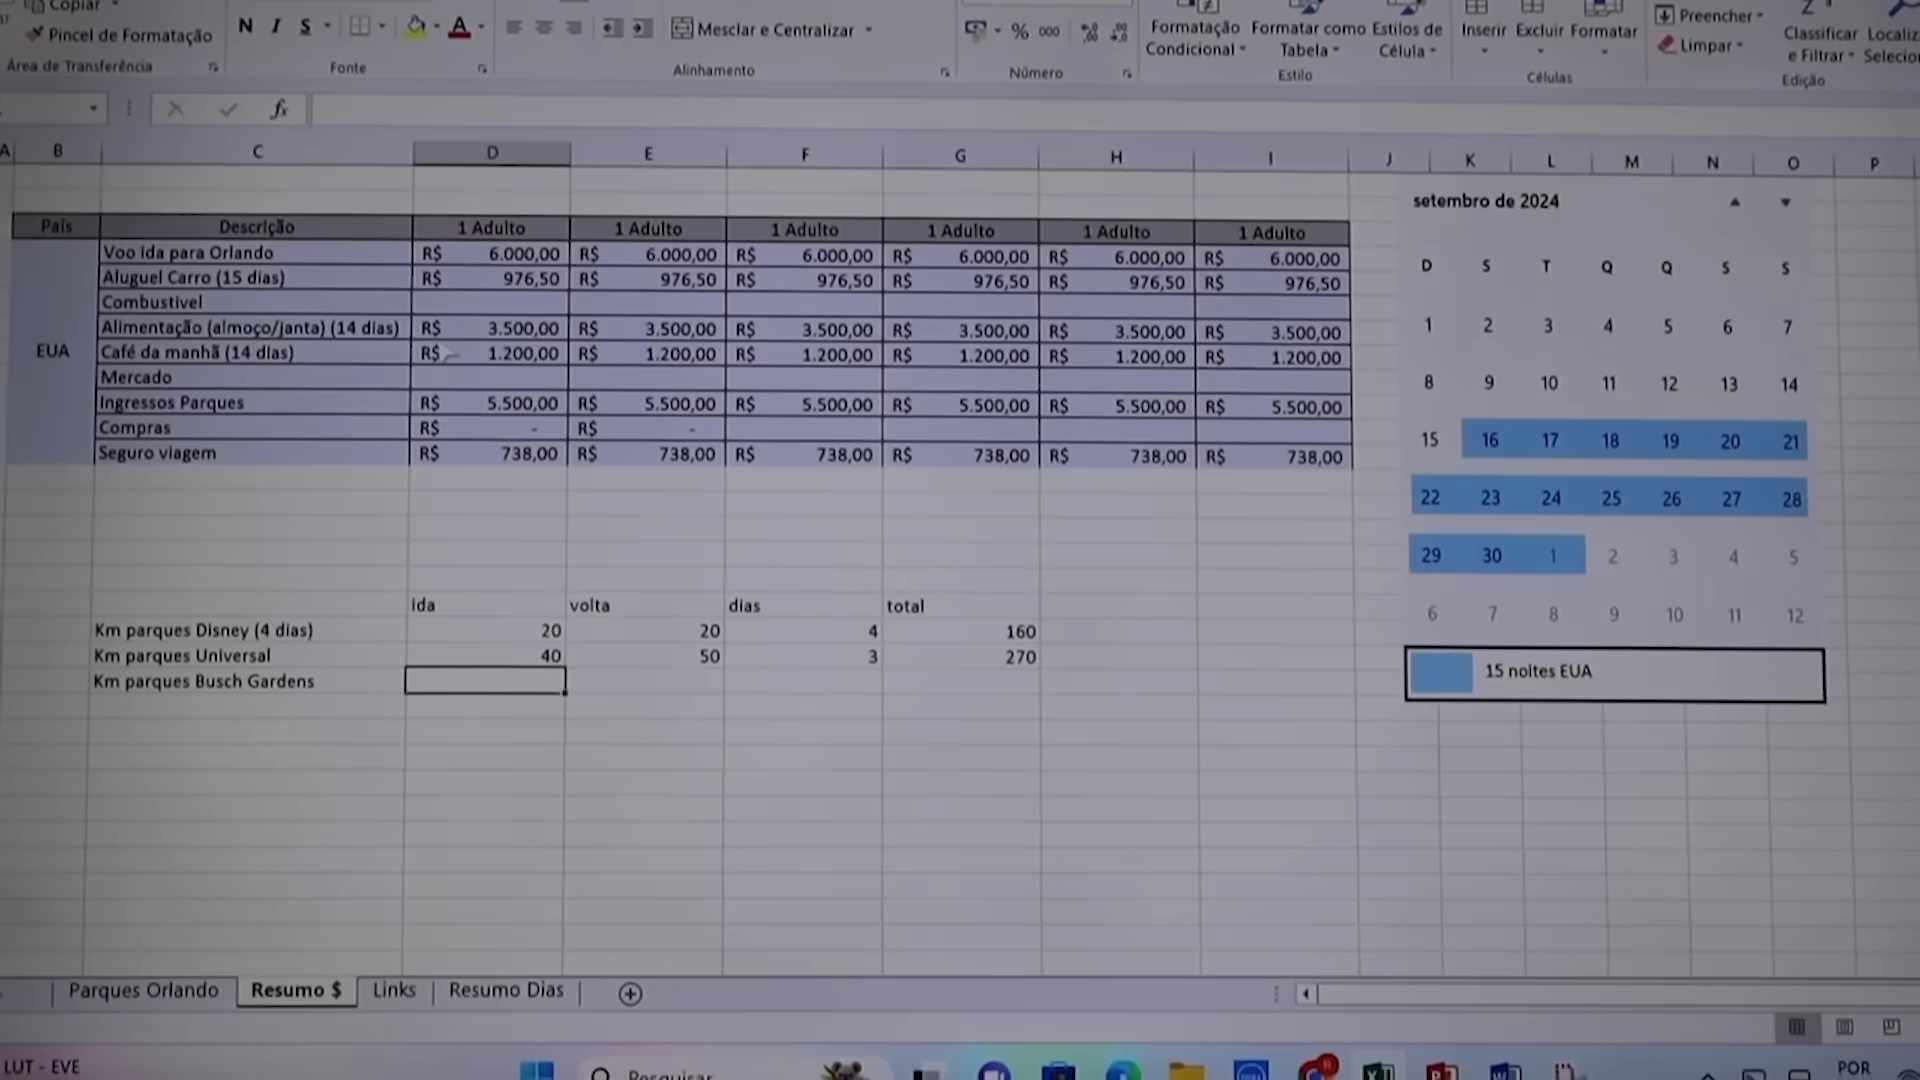 Copiar
Pincel de Formatação
Área de Transferência
N I S
A
Fonte
Mesclar e Centralizar
Alinhamento
% 000
Número
Formatação Condicional
Formatar como Tabela
Estilos de Célula
Estilo
Inserir Excluir Formatar
Células
Preencher
Limpar
Classificar e Filtrar
Edição
fx
A B C D E F G H I J K L M N O P
País Descrição 1 Adulto 1 Adulto 1 Adulto 1 Adulto 1 Adulto 1 Adulto
Voo ida para Orlando R$ 6.000,00 R$ 6.000,00 R$ 6.000,00 R$ 6.000,00 R$ 6.000,00 R$ 6.000,00
Aluguel Carro (15 dias) R$ 976,50 R$ 976,50 R$ 976,50 R$ 976,50 R$ 976,50 R$ 976,50
Combustivel
Alimentação (almoço/janta) (14 dias) R$ 3.500,00 R$ 3.500,00 R$ 3.500,00 R$ 3.500,00 R$ 3.500,00 R$ 3.500,00
EUA
Café da manhã (14 dias) R$ 1.200,00 R$ 1.200,00 R$ 1.200,00 R$ 1.200,00 R$ 1.200,00 R$ 1.200,00
Mercado
Ingressos Parques R$ 5.500,00 R$ 5.500,00 R$ 5.500,00 R$ 5.500,00 R$ 5.500,00 R$ 5.500,00
Compras R$ - R$ -
Seguro viagem R$ 738,00 R$ 738,00 R$ 738,00 R$ 738,00 R$ 738,00 R$ 738,00
setembro de 2024
D S T Q Q S S
1 2 3 4 5 6 7
8 9 10 11 12 13 14
15 16 17 18 19 20 21
22 23 24 25 26 27 28
29 30 1 2 3 4 5
6 7 8 9 10 11 12
15 noites EUA
ida volta dias total
Km parques Disney (4 dias) 20 20 4 160
Km parques Universal 40 50 3 270
Km parques Busch Gardens
Parques Orlando Resumo $ Links Resumo Dias
LUT - EVE
Pesquisar
POR